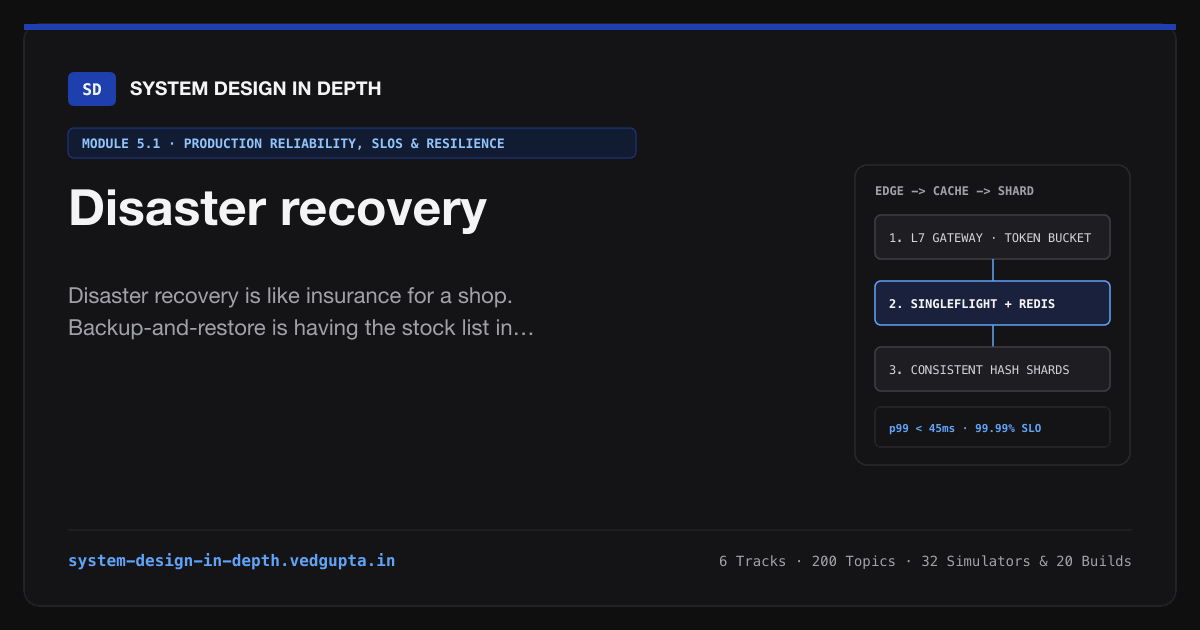 SD
SYSTEM DESIGN IN DEPTH
MODULE 5.1 · PRODUCTION RELIABILITY, SLOS & RESILIENCE
Disaster recovery
Disaster recovery is like insurance for a shop.
Backup-and-restore is having the stock list in…
EDGE —> CACHE —> SHARD
1. L7 GATEWAY · TOKEN BUCKET
2. SINGLEFLIGHT + REDIS
3. CONSISTENT HASH SHARDS
p99 < 45ms · 99.99% SLO
system-design-in-depth.vedgupta.in
6 Tracks · 200 Topics · 32 Simulators & 20 Builds